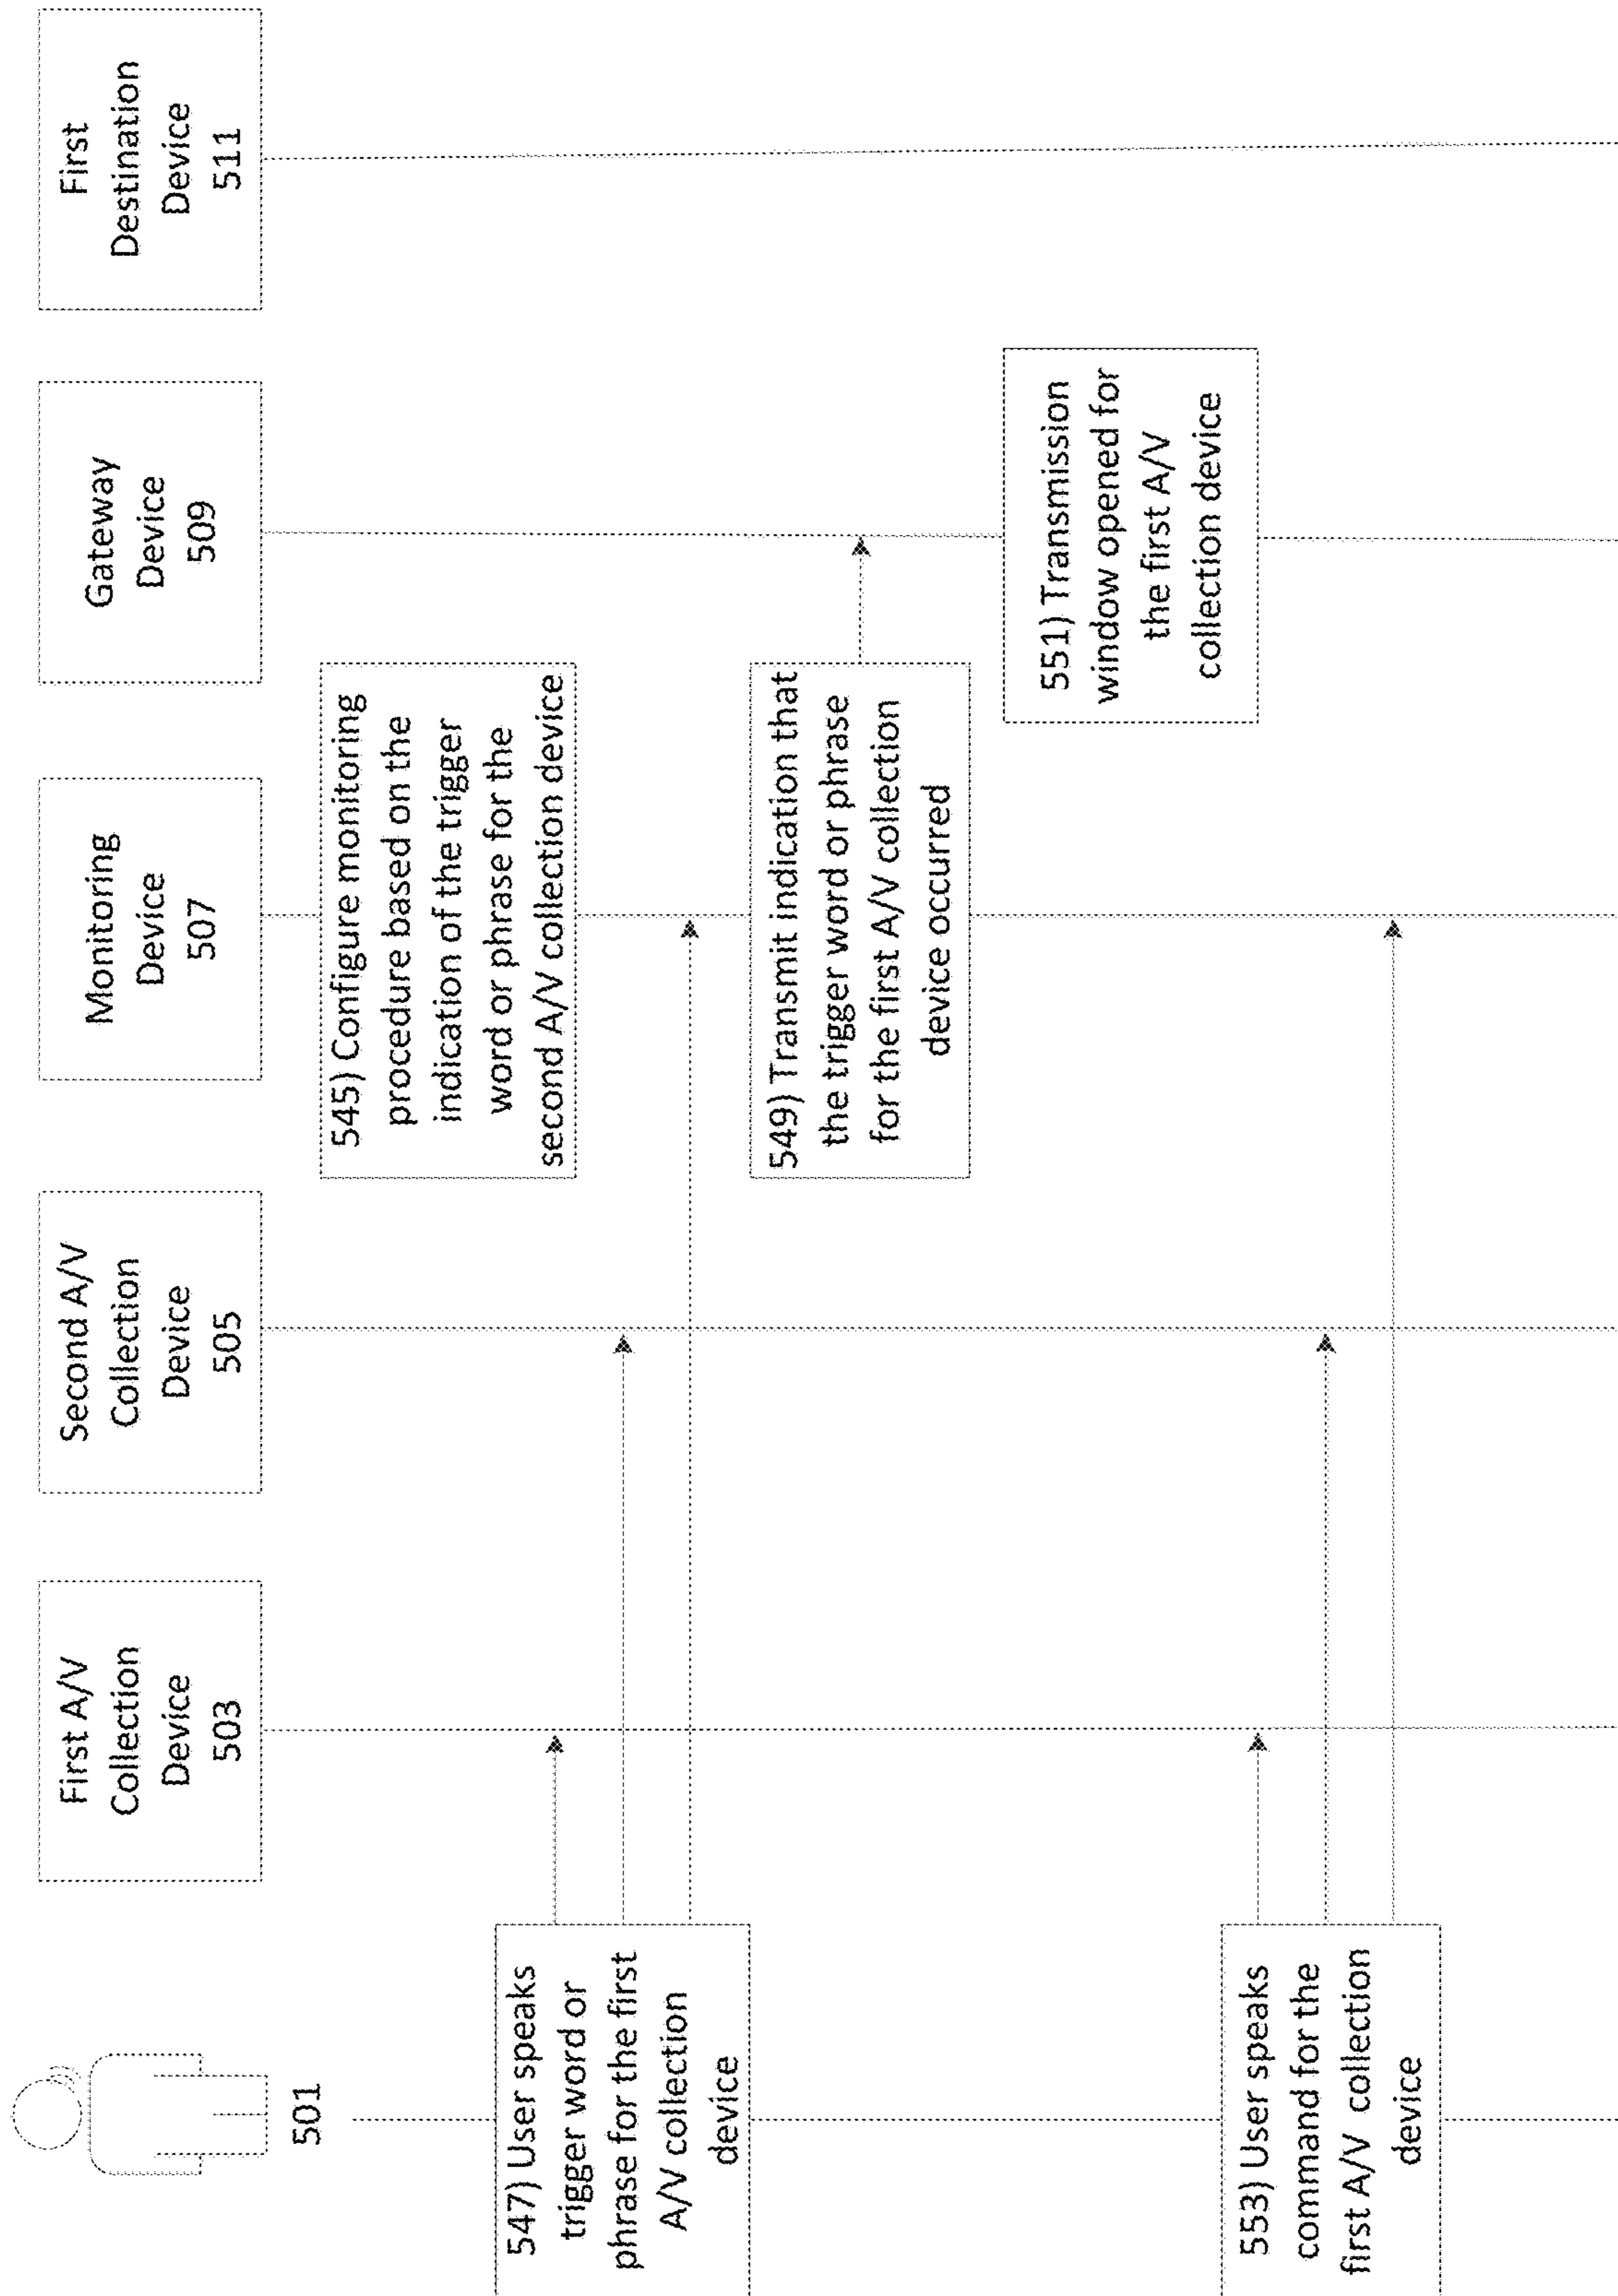 501
First A/V
Collection
Device
503
Second A/V
Collection
Device
505
Monitoring
Device
507
Gateway
Device
509
First
Destination
Device
511
545) Configure monitoring
procedure based on the
indication of the trigger
word or phrase for the
second A/V collection device
547) User speaks
trigger word or
phrase for the first
A/V collection
device
549) Transmit indication that
the trigger word or phrase
for the first A/V collection
device occurred
551) Transmission
window opened for
the first A/V
collection device
553) User speaks
command for the
first A/V collection
device